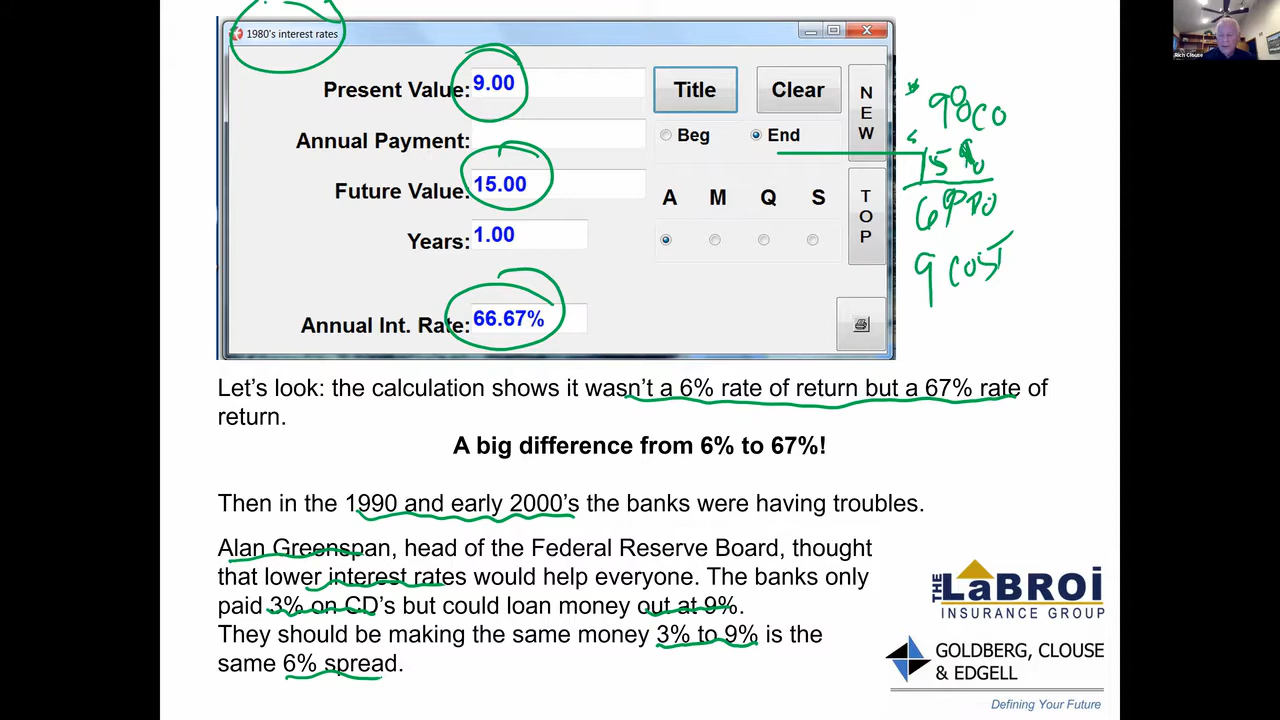 1980's interest rates
Rich Clouse
Present Value: 9.00
Title
Clear
NEW
Annual Payment:
Beg
End
Future Value: 15.00
A M Q S
TOP
Years: 1.00
Annual Int. Rate: 66.67%
15%
9 cost
Let's look: the calculation shows it wasn't a 6% rate of return but a 67% rate of
return.
A big difference from 6% to 67%!
Then in the 1990 and early 2000's the banks were having troubles.
Alan Greenspan, head of the Federal Reserve Board, thought
that lower interest rates would help everyone. The banks only
paid 3% on CD's but could loan money out at 9%.
They should be making the same money 3% to 9% is the
same 6% spread.
THE LaBROi
INSURANCE GROUP
GOLDBERG, CLOUSE
& EDGELL
Defining Your Future